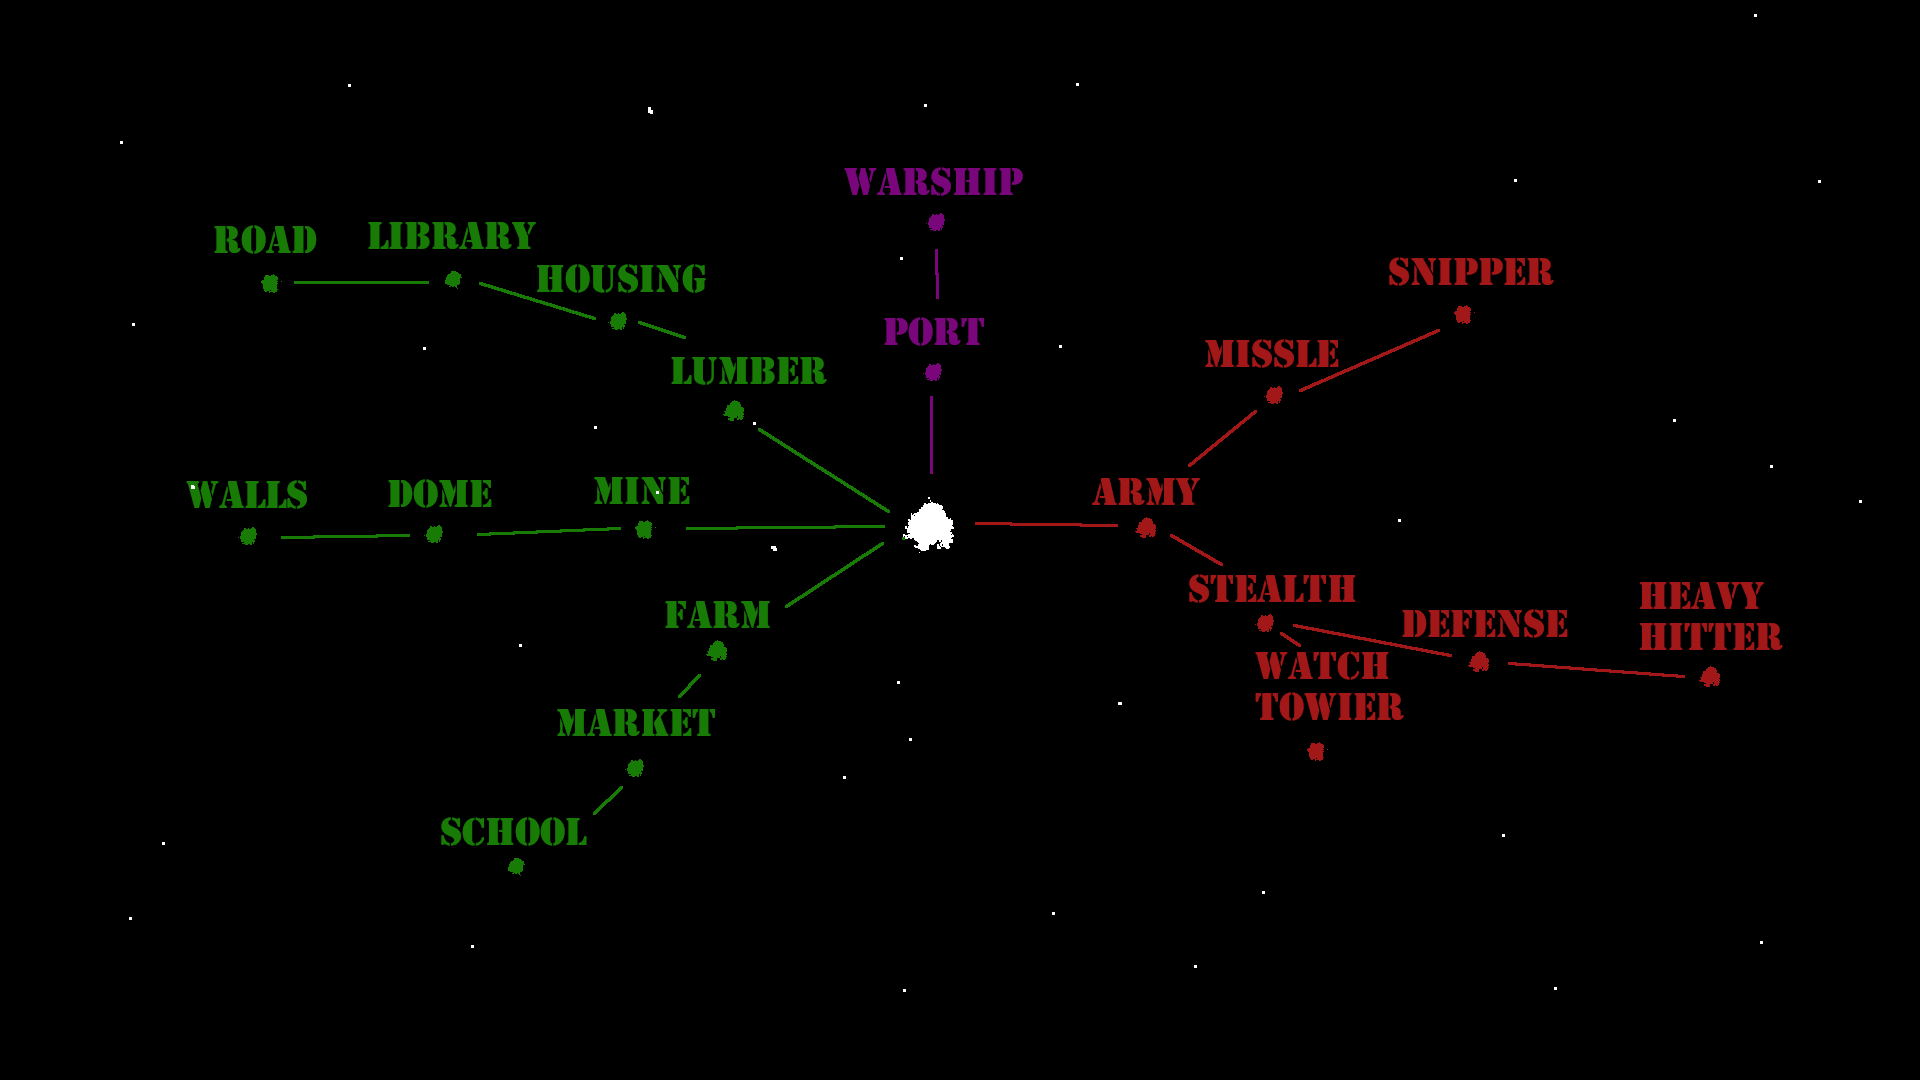 WARSHIP
ROAD
LIBRARY
HOUSING
SNIPPER
PORT
MISSLE
LUMBER
WALLS
DOME
MINE
ARMY
STEALTH
FARM
DEFENSE
HEAVY
HITTER
WATCH
TOWIER
MARKET
SCHOOL